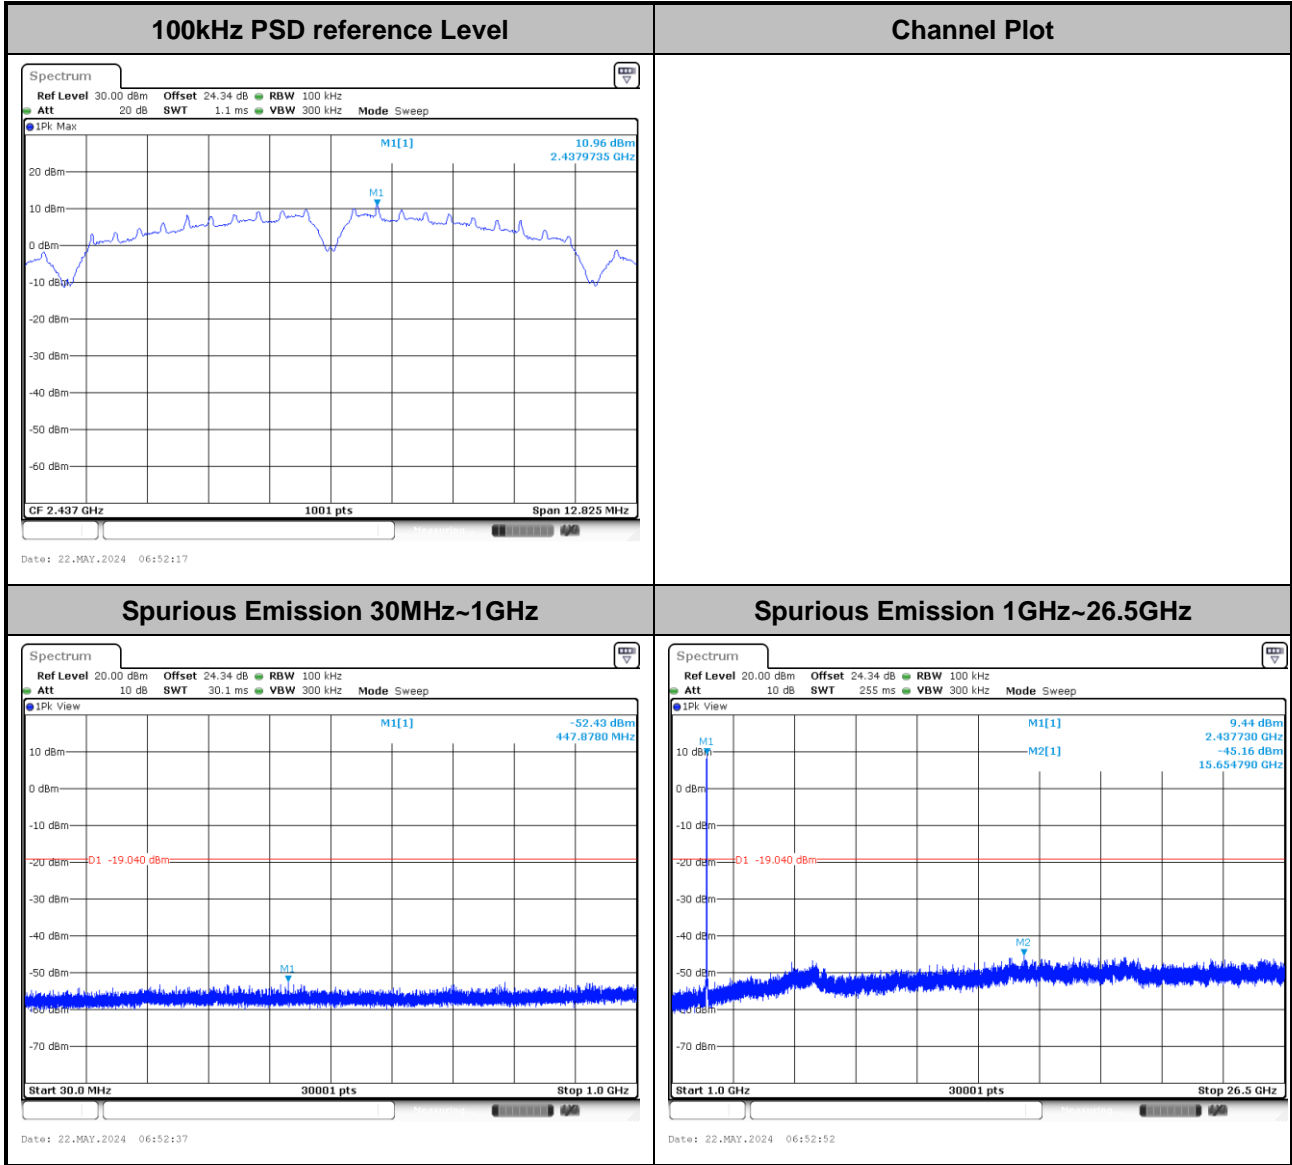 100kHz PSD reference Level
Channel Plot
Spectrum
Ref Level 30.00 dBm Offset 24.34 dB RBW 100 kHz
Att 20 dB SWT 1.1 ms VBW 300 kHz Mode Sweep
1Pk Max
M1[1] 10.96 dBm
2.4379735 GHz
20 dBm
M1
10 dBm
0 dBm
-10 dBm
-20 dBm
-30 dBm
-40 dBm
-50 dBm
-60 dBm
CF 2.437 GHz 1001 pts Span 12.825 MHz
Date: 22.MAY.2024 06:52:17
Spurious Emission 30MHz~1GHz
Spurious Emission 1GHz~26.5GHz
Spectrum
Ref Level 20.00 dBm Offset 24.34 dB RBW 100 kHz
Att 10 dB SWT 30.1 ms VBW 300 kHz Mode Sweep
1Pk View
M1[1] -52.43 dBm
447.8780 MHz
10 dBm
0 dBm
-10 dBm
-20 dBm
D1 -19.040 dBm
-30 dBm
-40 dBm
-50 dBm
M1
-60 dBm
-70 dBm
Start 30.0 MHz 30001 pts Stop 1.0 GHz
Date: 22.MAY.2024 06:52:37
Spectrum
Ref Level 20.00 dBm Offset 24.34 dB RBW 100 kHz
Att 10 dB SWT 255 ms VBW 300 kHz Mode Sweep
1Pk View
M1[1] 9.44 dBm
2.437730 GHz
M1
10 dBm
M2[1] -45.16 dBm
15.654790 GHz
0 dBm
-10 dBm
-20 dBm
D1 -19.040 dBm
-30 dBm
-40 dBm
M2
-50 dBm
-60 dBm
-70 dBm
Start 1.0 GHz 30001 pts Stop 26.5 GHz
Date: 22.MAY.2024 06:52:52